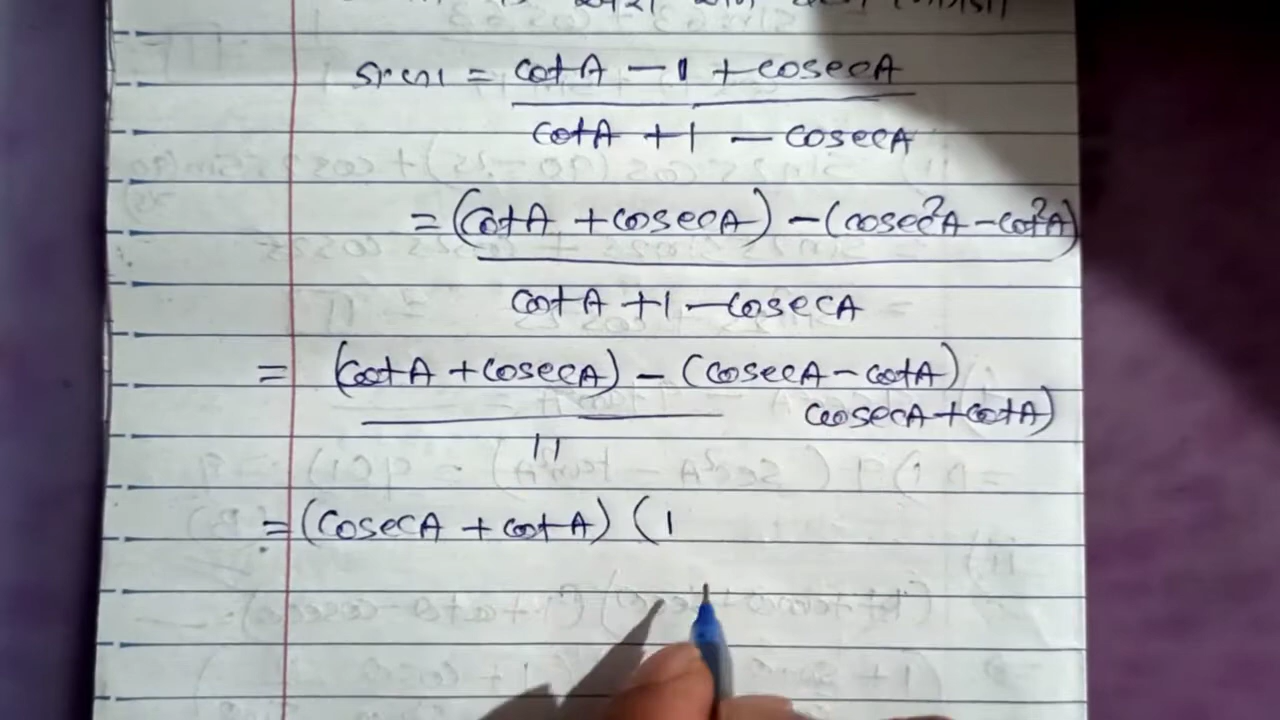 = cotA - 1 + cosecA
cotA + 1 - cosecA
= (cotA + cosecA) - (cosec²A - cot²A)
cotA + 1 - cosecA
= (cotA + cosecA) - (cosecA - cotA)
cosecA + cotA)
11
= (cosecA + cotA) (1